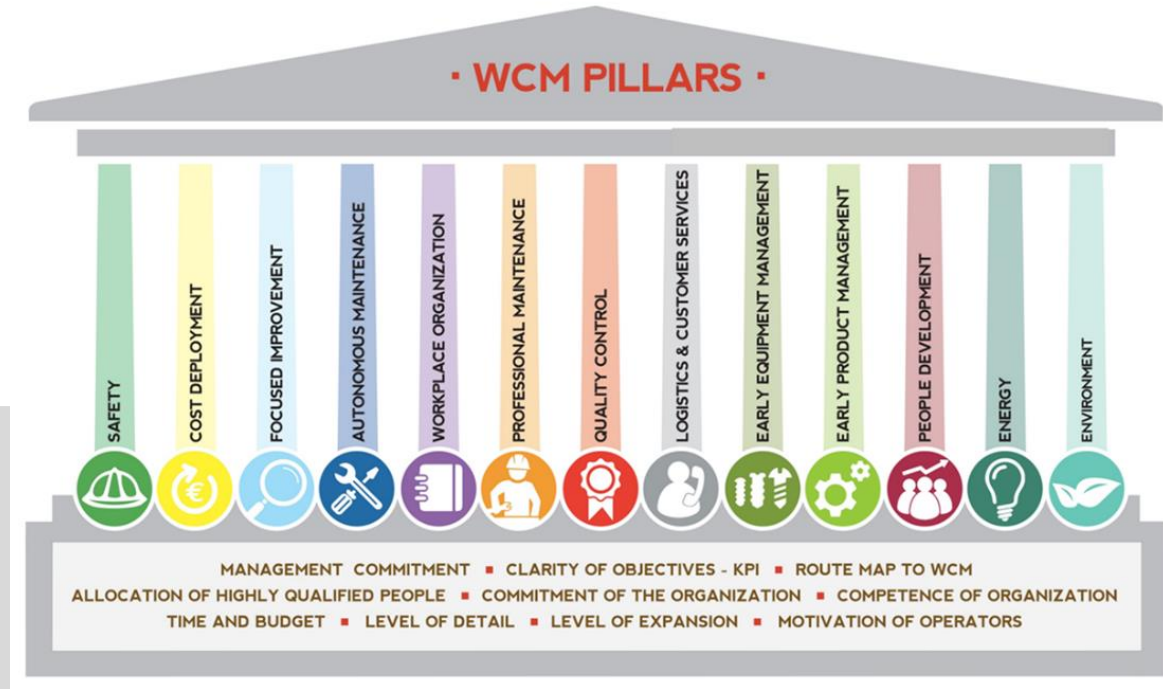 · WCM PILLARS ·
SAFETY
COST DEPLOYMENT
FOCUSED IMPROVEMENT
AUTONOMOUS MAINTENANCE
WORKPLACE ORGANIZATION
PROFESSIONAL MAINTENANCE
QUALITY CONTROL
LOGISTICS & CUSTOMER SERVICES
EARLY EQUIPMENT MANAGEMENT
EARLY PRODUCT MANAGEMENT
PEOPLE DEVELOPMENT
ENERGY
ENVIRONMENT
€
MANAGEMENT COMMITMENT ▪ CLARITY OF OBJECTIVES - KPI ▪ ROUTE MAP TO WCM
ALLOCATION OF HIGHLY QUALIFIED PEOPLE ▪ COMMITMENT OF THE ORGANIZATION ▪ COMPETENCE OF ORGANIZATION
TIME AND BUDGET ▪ LEVEL OF DETAIL ▪ LEVEL OF EXPANSION ▪ MOTIVATION OF OPERATORS